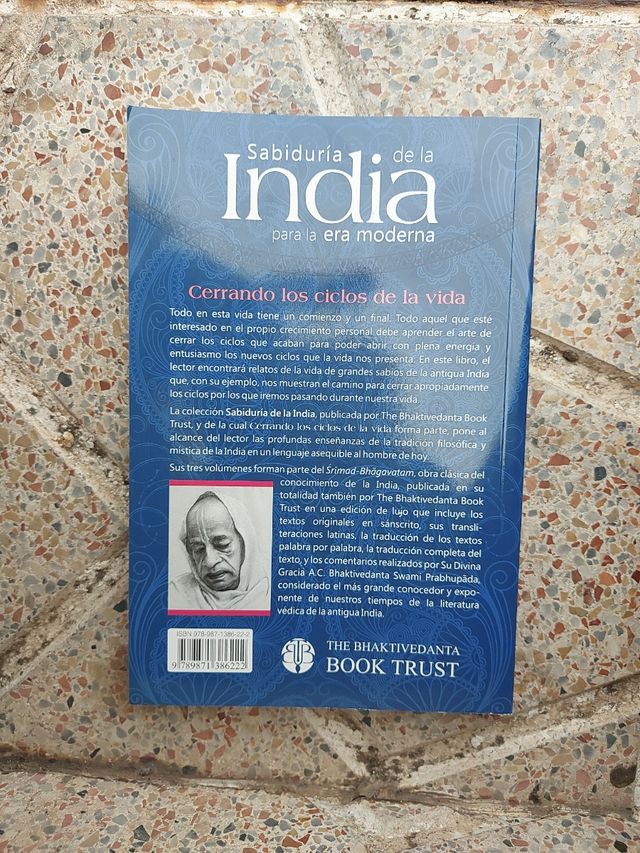 Sabiduría de la
India
para la era moderna
Cerrando los ciclos de la vida
Todo en esta vida tiene un comienzo y un final. Todo aquel que esté
interesado en el propio crecimiento personal debe aprender el arte de
cerrar los ciclos que acaban para poder abrir con plena energía y
entusiasmo los nuevos ciclos que la vida nos presenta. En este libro, el
lector encontrará relatos de la vida de grandes sabios de la antigua India
que, con su ejemplo, nos muestran el camino para cerrar apropiadamente
los ciclos por los que iremos pasando durante nuestra vida.
La colección Sabiduría de la India, publicada por The Bhaktivedanta Book
Trust, y de la cual Cerrando los ciclos de la vida forma parte, pone al
alcance del lector las profundas enseñanzas de la tradición filosófica y
mística de la India en un lenguaje asequible al hombre de hoy.
Sus tres volúmenes forman parte del Śrīmad-Bhāgavatam, obra clásica del
conocimiento de la India, publicada en su
totalidad también por The Bhaktivedanta Book
Trust en una edición de lujo que incluye los
textos originales en sánscrito, sus transli-
teraciones latinas, la traducción de los textos
palabra por palabra, la traducción completa del
texto, y los comentarios realizados por Su Divina
Gracia A.C. Bhaktivedanta Swami Prabhupāda,
considerado el más grande conocedor y expo-
nente de nuestros tiempos de la literatura
védica de la antigua India.
ISBN 978-987-1386-22-2
9789871386222
THE BHAKTIVEDANTA
BOOK TRUST